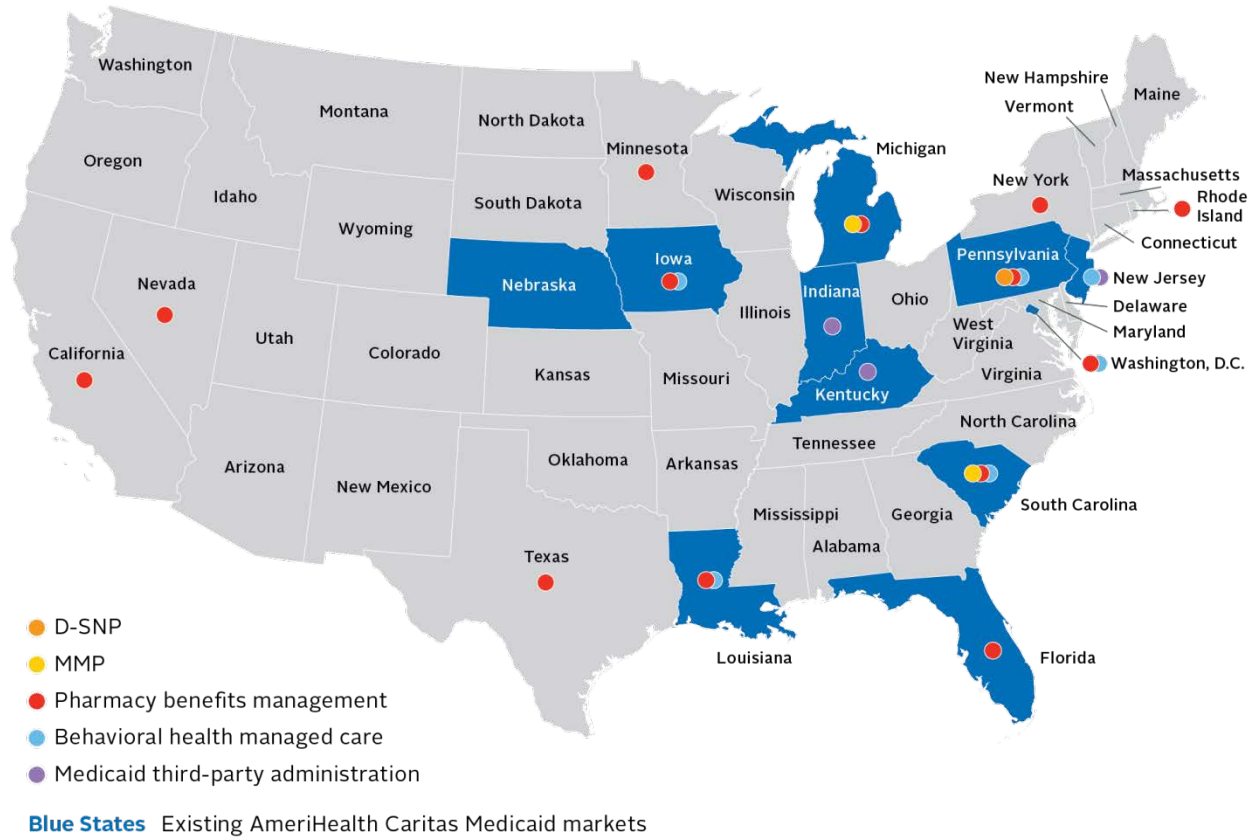 Washington
Montana
North Dakota
Minnesota
Michigan
New Hampshire
Vermont
Maine
Oregon
Idaho
South Dakota
Wisconsin
New York
Massachusetts
Rhode
Island
Connecticut
Wyoming
Nebraska
Iowa
Pennsylvania
New Jersey
Nevada
Utah
Colorado
Illinois
Indiana
Ohio
West
Virginia
Delaware
Maryland
California
Kansas
Missouri
Kentucky
Virginia
Washington, D.C.
Arizona
New Mexico
Oklahoma
Arkansas
Tennessee
North Carolina
South Carolina
Texas
Mississippi
Alabama
Georgia
Louisiana
Florida
D-SNP
MMP
Pharmacy benefits management
Behavioral health managed care
Medicaid third-party administration
Blue States Existing AmeriHealth Caritas Medicaid markets